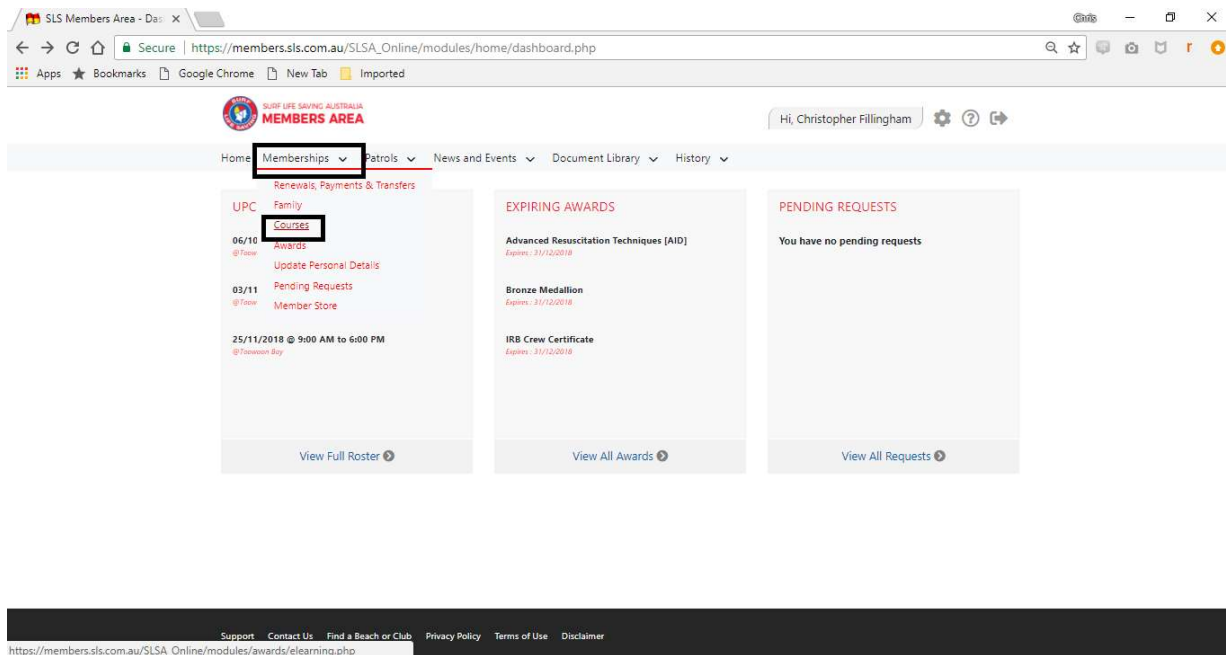 SLS Members Area - Das
Chris
Secure | https://members.sls.com.au/SLSA_Online/modules/home/dashboard.php
Apps Bookmarks Google Chrome New Tab Imported
SURF LIFE SAVING AUSTRALIA
MEMBERS AREA
Hi, Christopher Fillingham
Home Memberships Patrols News and Events Document Library History
Renewals, Payments & Transfers
Family
Courses
Awards
Update Personal Details
Pending Requests
Member Store
UPC
06/10
@Toow
03/11
@Toow
25/11/2018 @ 9:00 AM to 6:00 PM
@Toowoon Bay
View Full Roster
EXPIRING AWARDS
Advanced Resuscitation Techniques [AID]
Expires : 31/12/2018
Bronze Medallion
Expires : 31/12/2018
IRB Crew Certificate
Expires : 31/12/2018
View All Awards
PENDING REQUESTS
You have no pending requests
View All Requests
Support Contact Us Find a Beach or Club Privacy Policy Terms of Use Disclaimer
https://members.sls.com.au/SLSA_Online/modules/awards/elearning.php